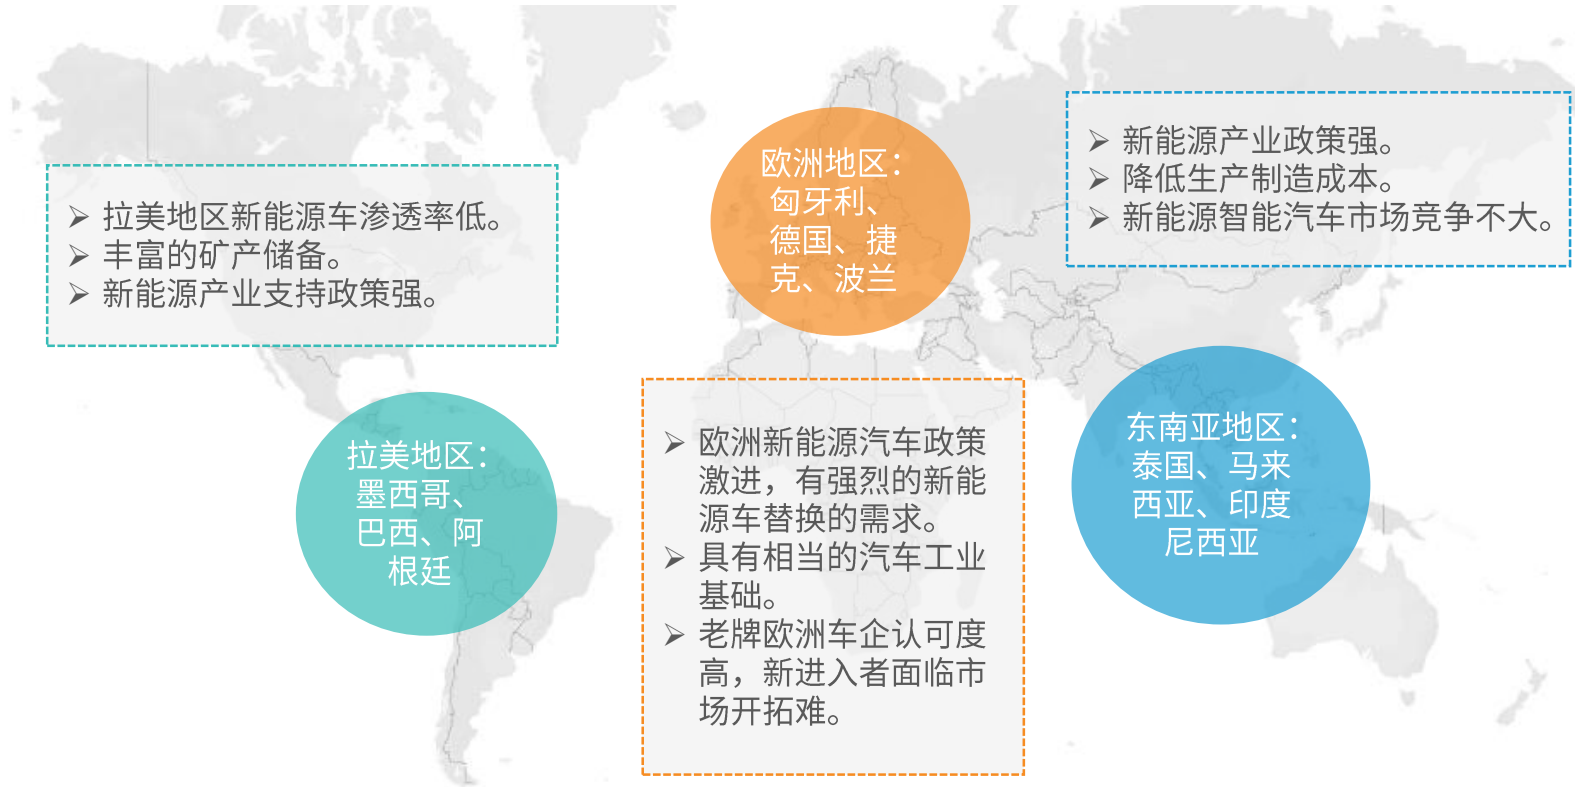 ➢ 拉美地区新能源车渗透率低。
➢ 丰富的矿产储备。
➢ 新能源产业支持政策强。
拉美地区：
墨西哥、
巴西、阿
根廷
欧洲地区：
匈牙利、
德国、捷
克、波兰
➢ 欧洲新能源汽车政策
激进，有强烈的新能
源车替换的需求。
➢ 具有相当的汽车工业
基础。
➢ 老牌欧洲车企认可度
高，新进入者面临市
场开拓难。
➢ 新能源产业政策强。
➢ 降低生产制造成本。
➢ 新能源智能汽车市场竞争不大。
东南亚地区：
泰国、马来
西亚、印度
尼西亚